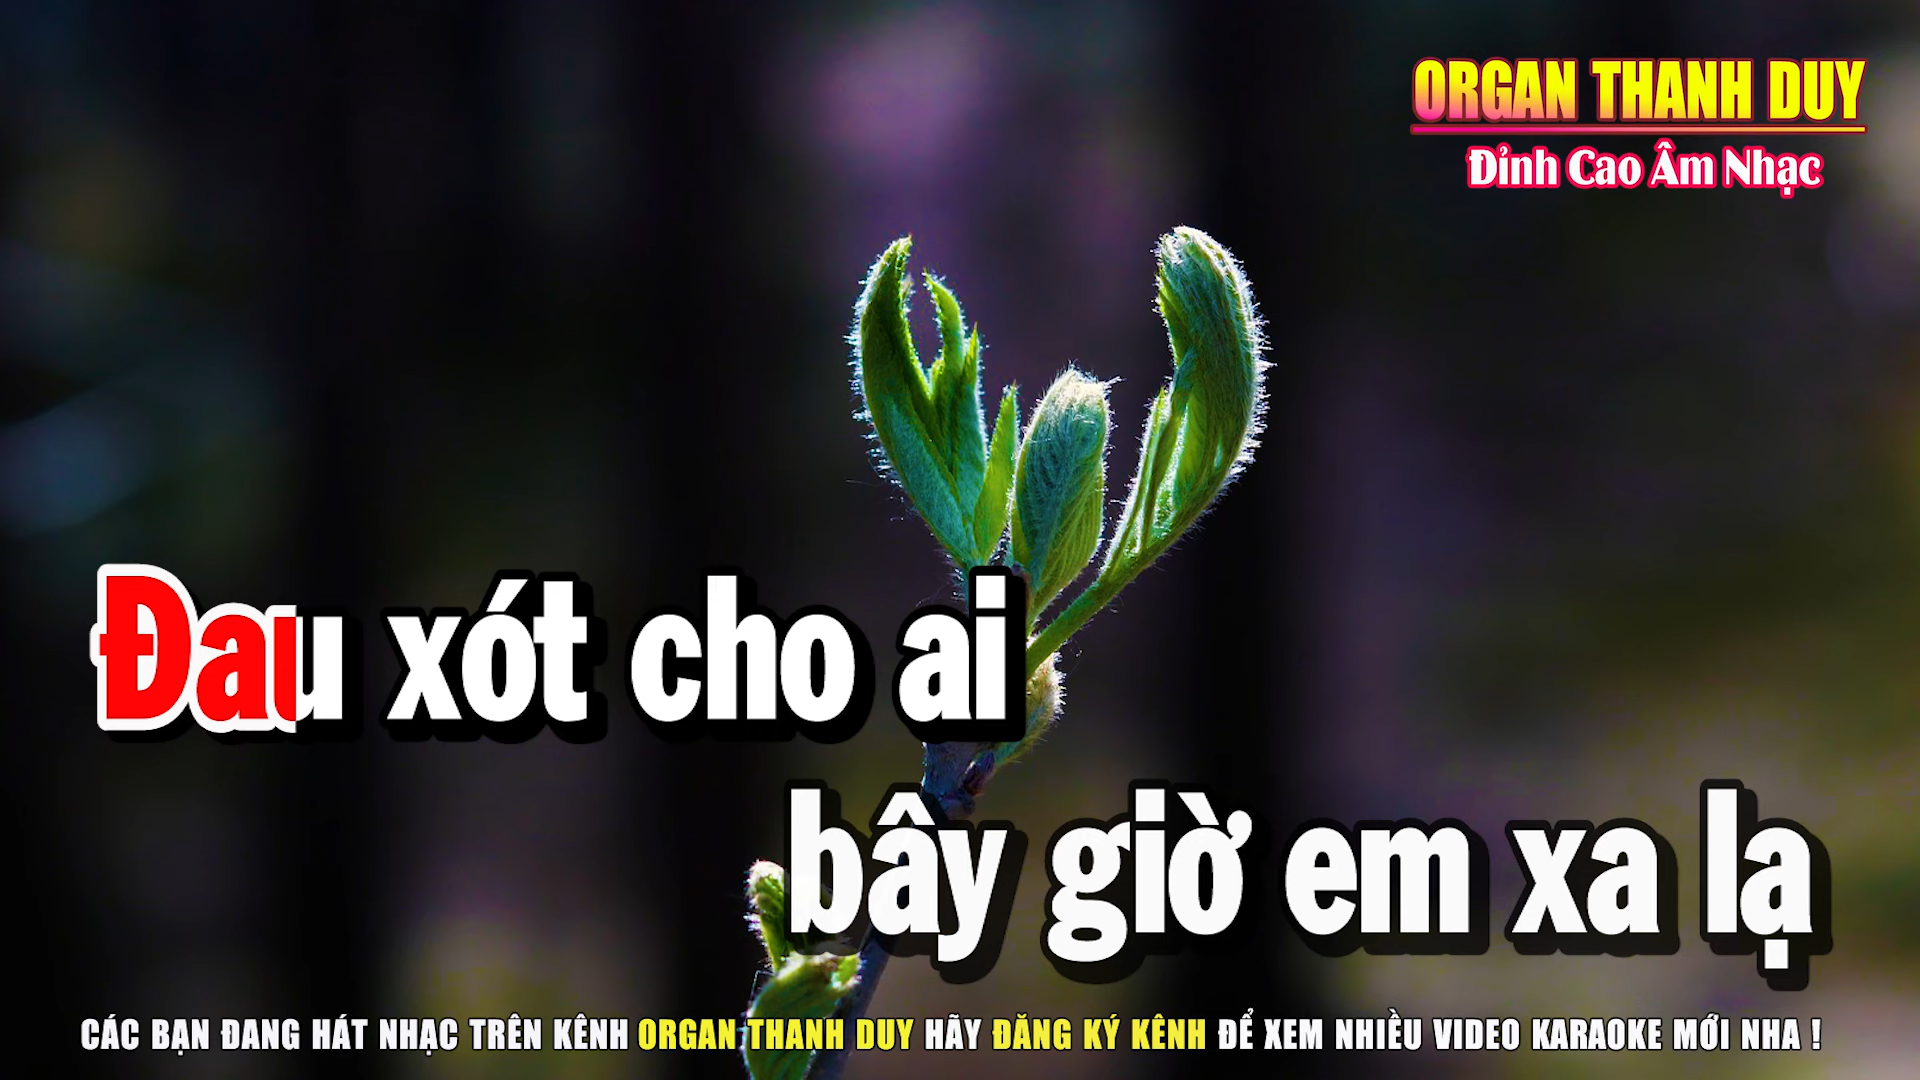 ORGAN THANH DUY
Đỉnh Cao Âm Nhạc
Đau xót cho ai
bây giờ em xa lạ
CÁC BẠN ĐANG HÁT NHẠC TRÊN KÊNH ORGAN THANH DUY HÃY ĐĂNG KÝ KÊNH ĐỂ XEM NHIỀU VIDEO KARAOKE MỚI NHA !